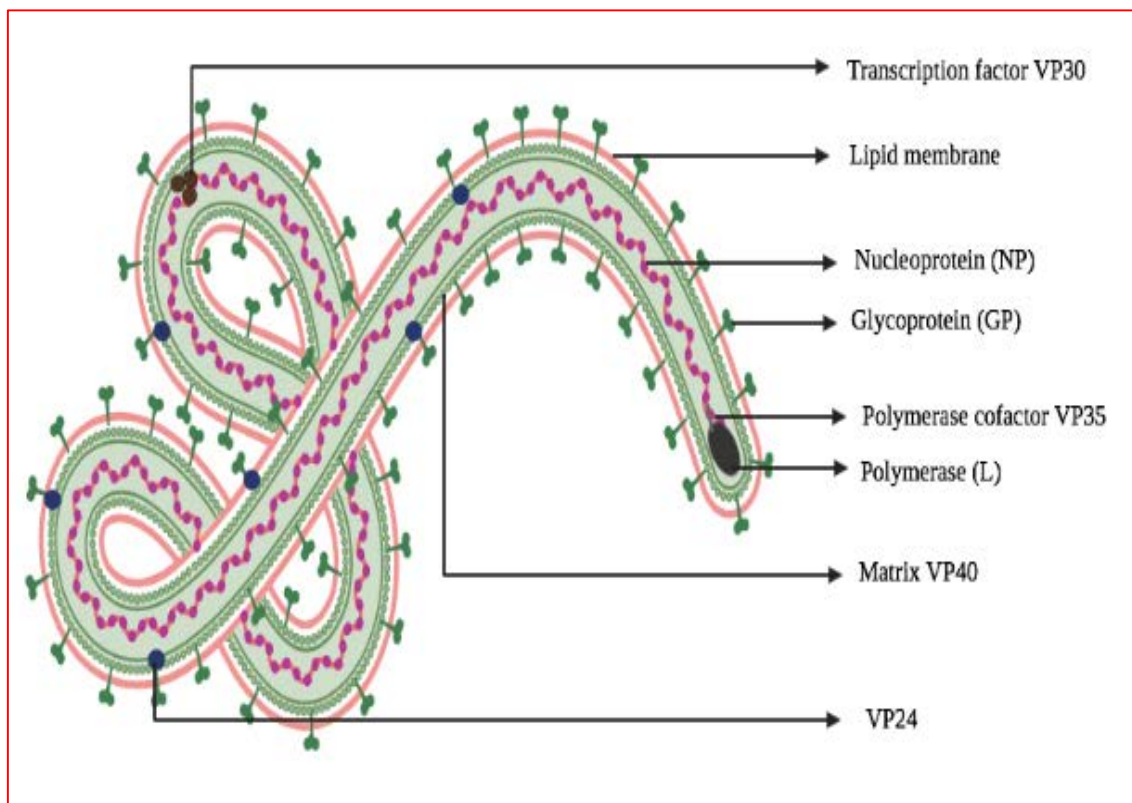 Transcription factor VP30
Lipid membrane
Nucleoprotein (NP)
Glycoprotein (GP)
Polymerase cofactor VP35
Polymerase (L)
Matrix VP40
VP24